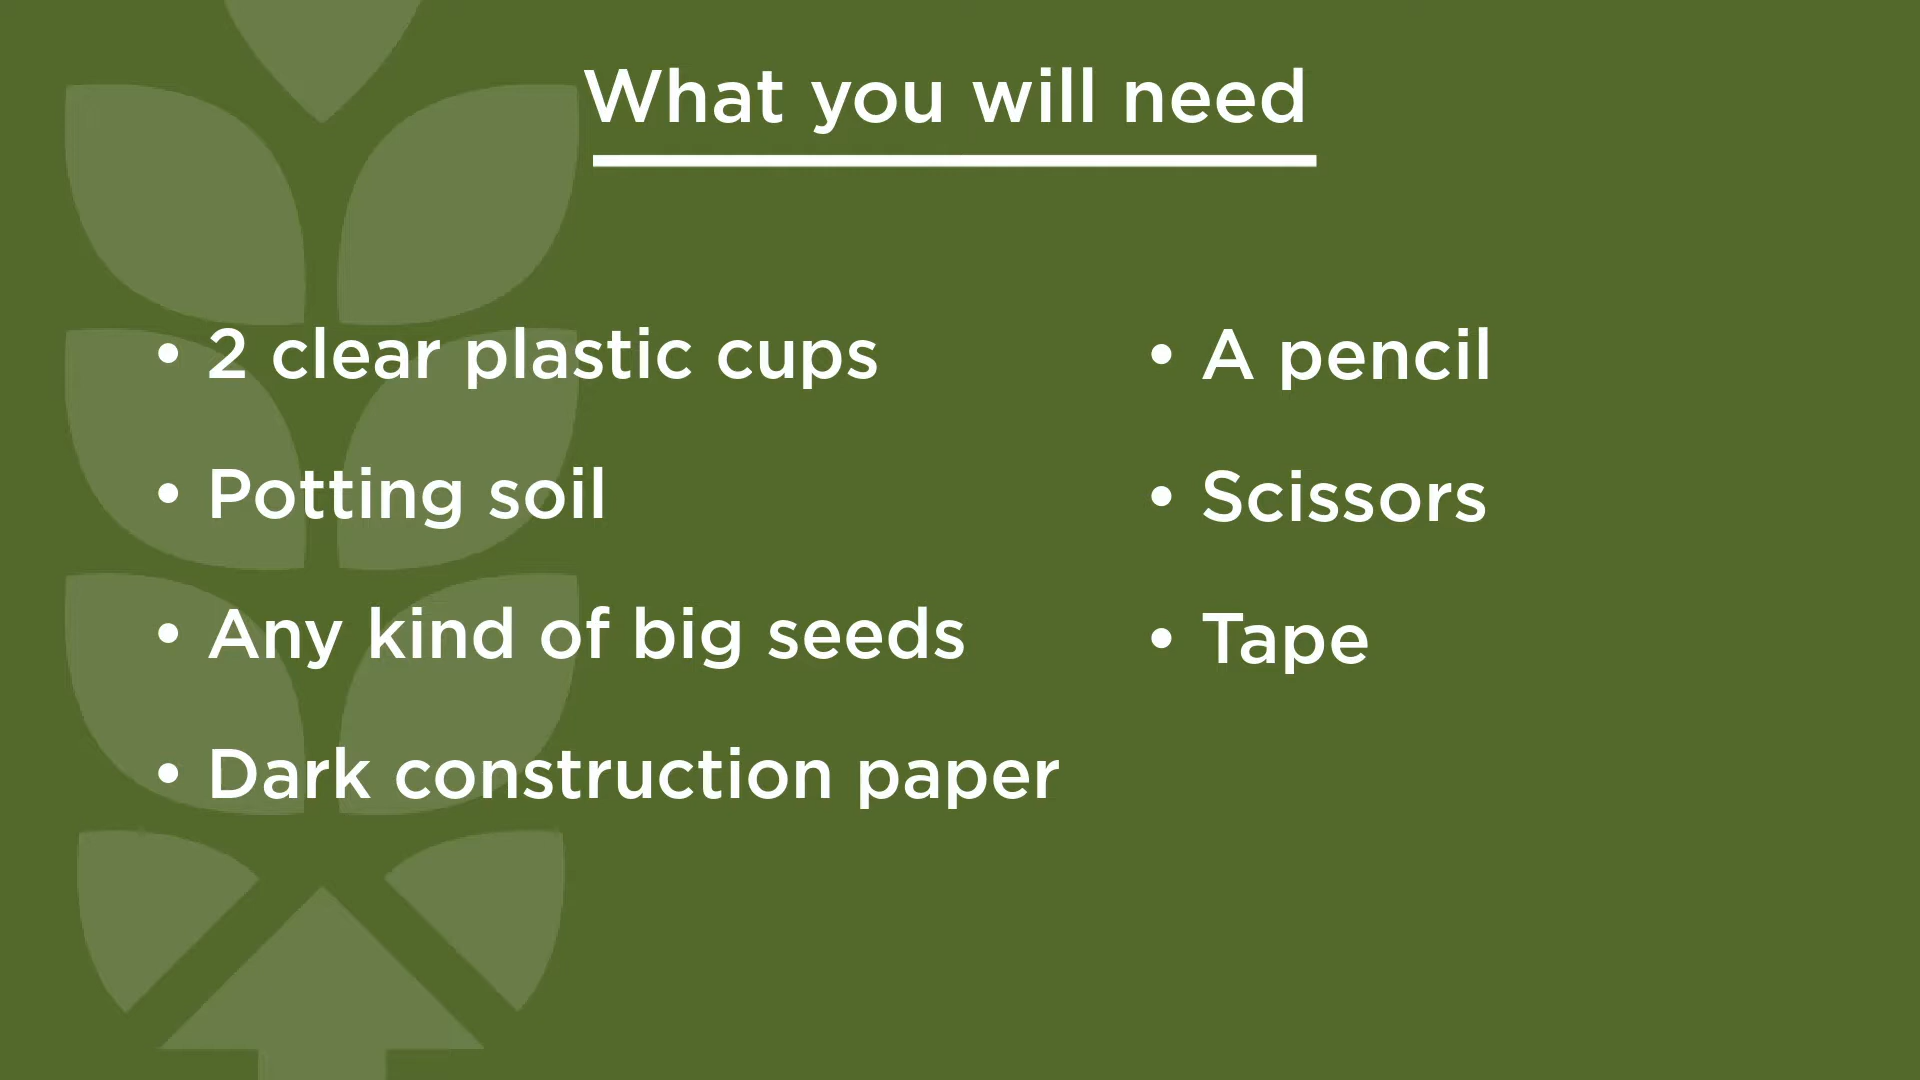 What you will need
• 2 clear plastic cups
• Potting soil
• Any kind of big seeds
• Dark construction paper
• A pencil
• Scissors
• Tape